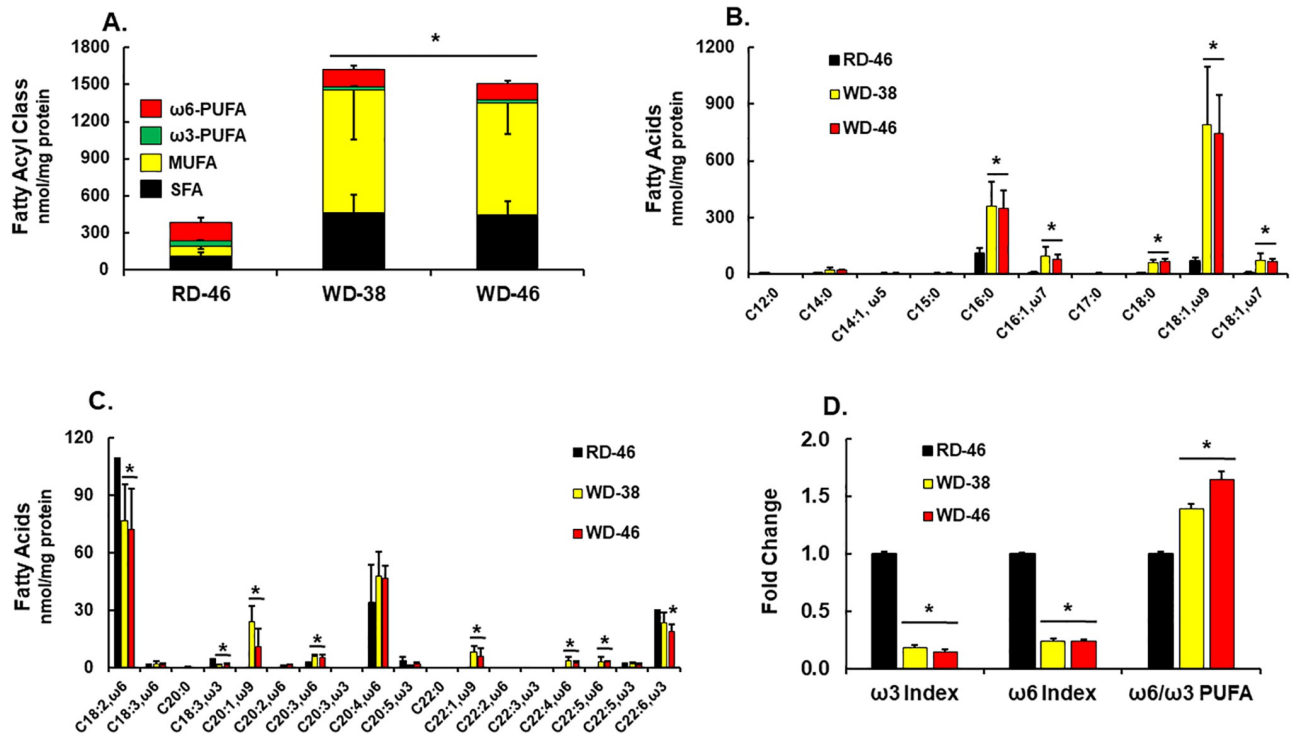 A.
Fatty Acyl Class
nmol/mg protein
1800
1500
1200
900
600
300
0
*
ω6-PUFA
ω3-PUFA
MUFA
SFA
RD-46 WD-38 WD-46
B.
Fatty Acids
nmol/mg protein
1200
900
600
300
0
RD-46
WD-38
WD-46
* * * * *
C12:0 C14:0 C14:1, ω5 C15:0 C16:0 C16:1,ω7 C17:0 C18:0 C18:1,ω9 C18:1,ω7
C.
Fatty Acids
nmol/mg protein
120
90
60
30
0
RD-46
WD-38
WD-46
* * * * * * * *
C18:2,ω6 C18:3,ω6 C20:0 C18:3,ω3 C20:1,ω9 C20:2,ω6 C20:3,ω6 C20:3,ω3 C20:4,ω6 C20:5,ω3 C22:0 C22:1,ω9 C22:2,ω6 C22:3,ω3 C22:4,ω6 C22:5,ω6 C22:5,ω3 C22:6,ω3
D.
Fold Change
2.0
1.5
1.0
0.5
0.0
RD-46
WD-38
WD-46
* * *
ω3 Index ω6 Index ω6/ω3 PUFA